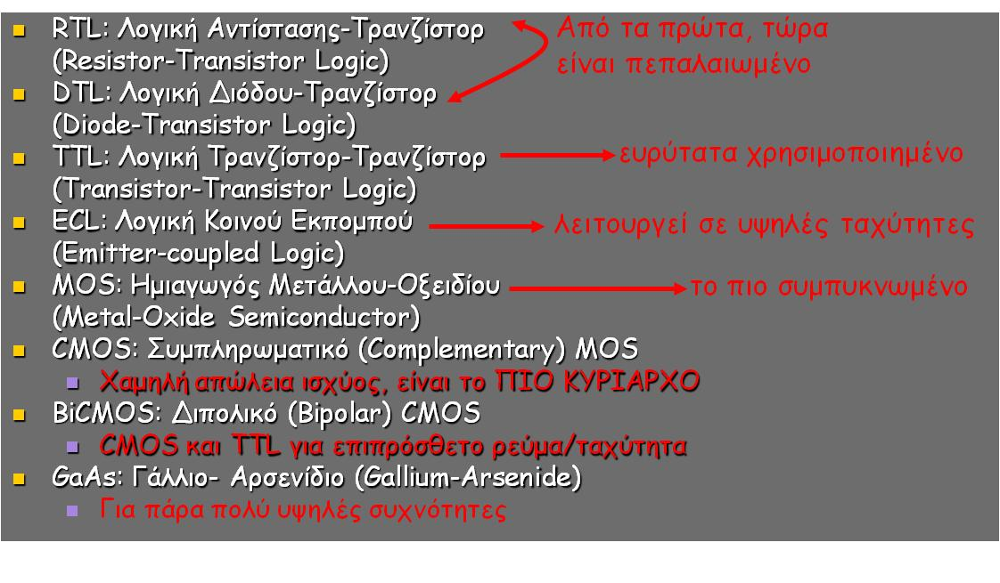 RTL: Λογική Αντίστασης-Τρανζίστορ
(Resistor-Transistor Logic)
Από τα πρώτα, τώρα
είναι πεπαλαιωμένο
DTL: Λογική Διόδου-Τρανζίστορ
(Diode-Transistor Logic)
TTL: Λογική Τρανζίστορ-Τρανζίστορ
(Transistor-Transistor Logic)
ευρύτατα χρησιμοποιημένο
ECL: Λογική Κοινού Εκπομπού
(Emitter-coupled Logic)
λειτουργεί σε υψηλές ταχύτητες
MOS: Ημιαγωγός Μετάλλου-Οξειδίου
(Metal-Oxide Semiconductor)
το πιο συμπυκνωμένο
CMOS: Συμπληρωματικό (Complementary) MOS
Χαμηλή απώλεια ισχύος, είναι το ΠΙΟ ΚΥΡΙΑΡΧΟ
BiCMOS: Διπολικό (Bipolar) CMOS
CMOS και TTL για επιπρόσθετο ρεύμα/ταχύτητα
GaAs: Γάλλιο- Αρσενίδιο (Gallium-Arsenide)
Για πάρα πολύ υψηλές συχνότητες